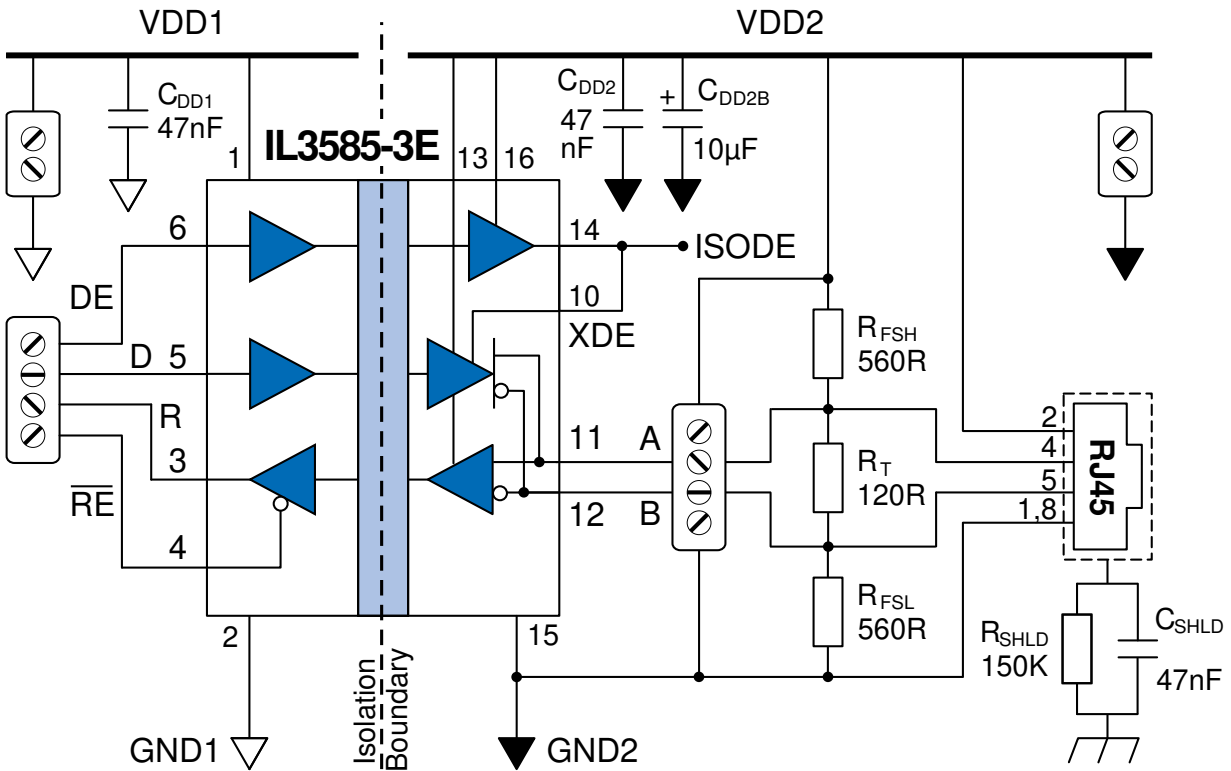 VDD1
VDD2
CDD1
47nF
CDD2
47
nF
+
CDD2B
10µF
IL3585-3E
1
13
16
6
14
ISODE
DE
10
XDE
D
5
R
3
RE
4
11
A
12
B
RFSH
560R
RT
120R
RFSL
560R
2
4
5
1,8
RJ45
2
15
Isolation
Boundary
RSHLD
150K
CSHLD
47nF
GND1
GND2